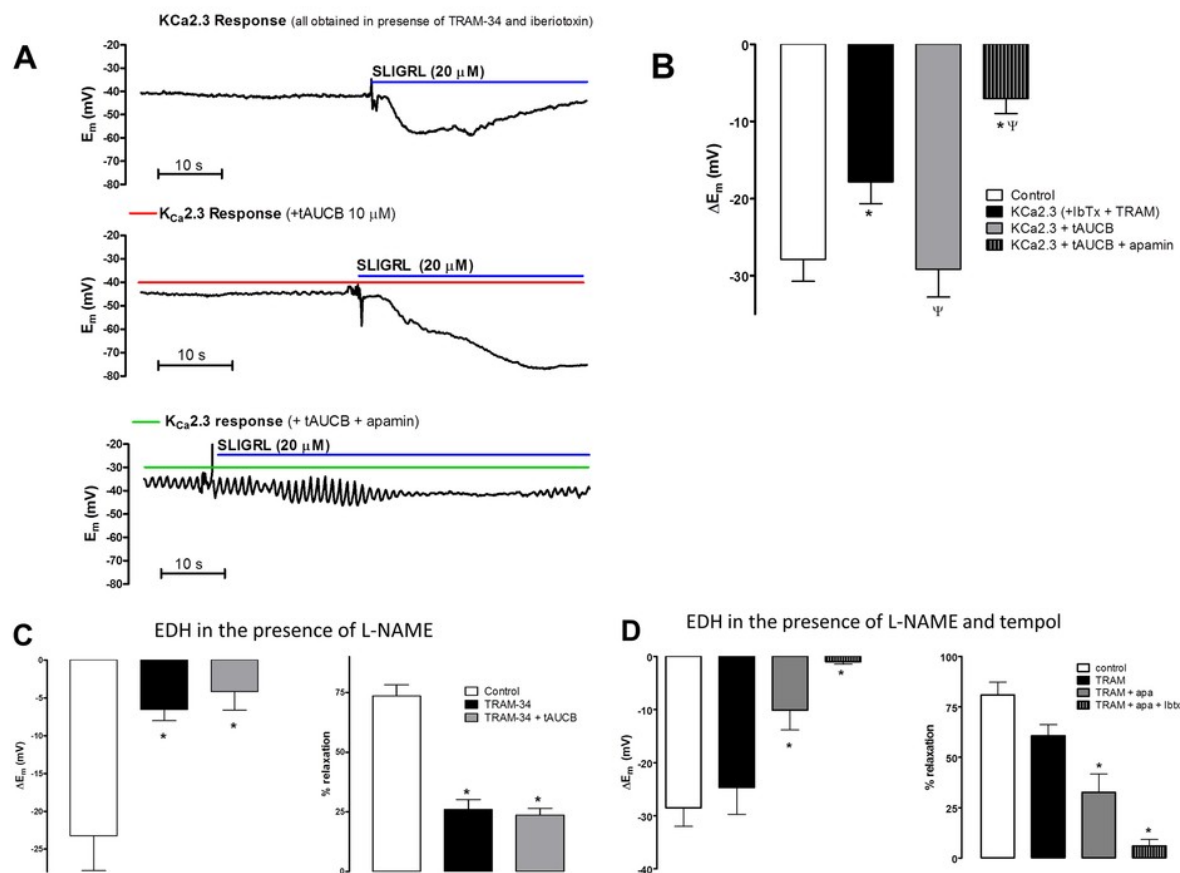 KCa2.3 Response (all obtained in presense of TRAM-34 and iberiotoxin)
A
-20
-30
-40
-50
-60
-70
-80
Em (mV)
SLIGRL (20 µM)
10 s
KCa2.3 Response (+tAUCB 10 µM)
-20
-30
-40
-50
-60
-70
-80
Em (mV)
SLIGRL (20 µM)
10 s
KCa2.3 response (+ tAUCB + apamin)
-20
-30
-40
-50
-60
-70
-80
Em (mV)
SLIGRL (20 µM)
10 s
B
0
-10
-20
-30
ΔEm (mV)
*
Ψ
* Ψ
Control
KCa2.3 (+IbTx + TRAM)
KCa2.3 + tAUCB
KCa2.3 + tAUCB + apamin
C
EDH in the presence of L-NAME
0
-5
-10
-15
-20
-25
ΔEm (mV)
*
*
75
50
25
0
% relaxation
*
*
Control
TRAM-34
TRAM-34 + tAUCB
D
EDH in the presence of L-NAME and tempol
0
-10
-20
-30
-40
ΔEm (mV)
*
*
100
75
50
25
0
% relaxation
*
*
control
TRAM
TRAM + apa
TRAM + apa + Ibtx